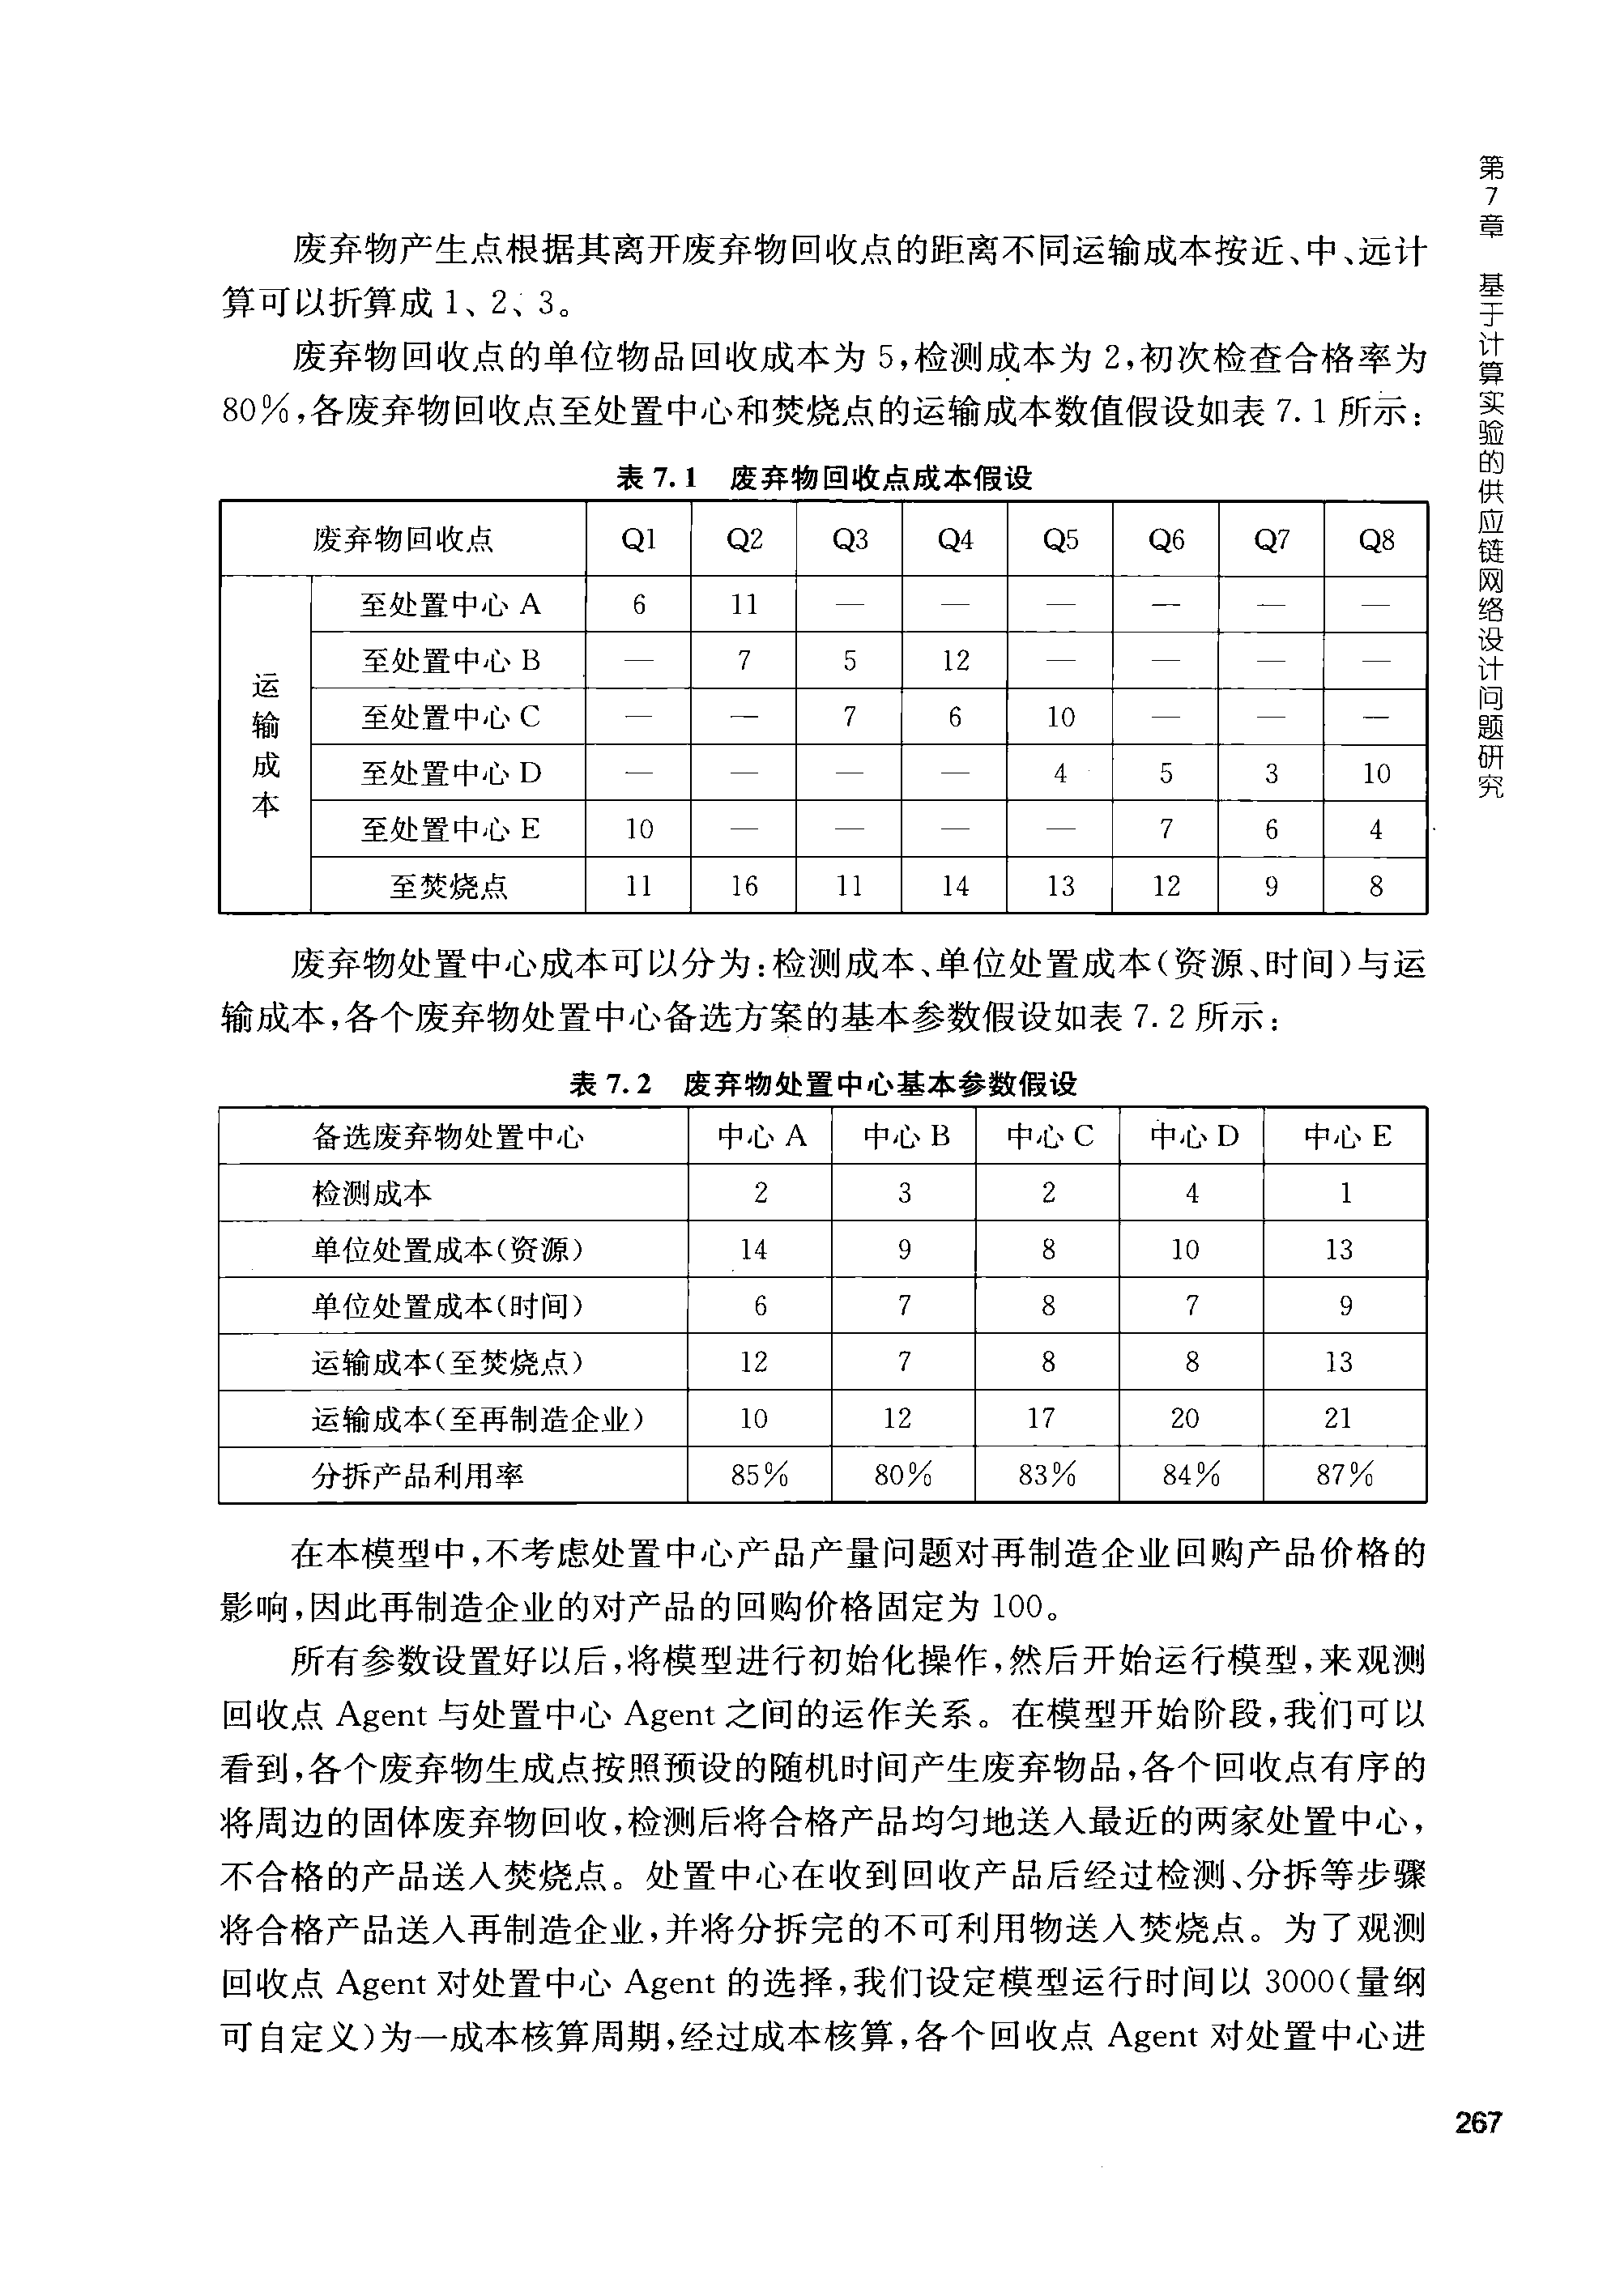 第7章 基于计算实验的供应链网络设计问题研究
废弃物产生点根据其离开废弃物回收点的距离不同运输成本按近、中、远计
算可以折算成1、2、3。
废弃物回收点的单位物品回收成本为5,检测成本为2,初次检查合格率为
80%,各废弃物回收点至处置中心和焚烧点的运输成本数值假设如表7.1所示:
表7.1 废弃物回收点成本假设
废弃物回收点 Q1 Q2 Q3 Q4 Q5 Q6 Q7 Q8
运输成本
至处置中心A 6 11 — — — — — —
至处置中心B — 7 5 12 — — — —
至处置中心C — — 7 6 10 — — —
至处置中心D — — — — 4 5 3 10
至处置中心E 10 — — — — 7 6 4
至焚烧点 11 16 11 14 13 12 9 8
废弃物处置中心成本可以分为:检测成本、单位处置成本(资源、时间)与运
输成本,各个废弃物处置中心备选方案的基本参数假设如表7.2所示:
表7.2 废弃物处置中心基本参数假设
备选废弃物处置中心 中心A 中心B 中心C 中心D 中心E
检测成本 2 3 2 4 1
单位处置成本(资源) 14 9 8 10 13
单位处置成本(时间) 6 7 8 7 9
运输成本(至焚烧点) 12 7 8 8 13
运输成本(至再制造企业) 10 12 17 20 21
分拆产品利用率 85% 80% 83% 84% 87%
在本模型中,不考虑处置中心产品产量问题对再制造企业回购产品价格的
影响,因此再制造企业的对产品的回购价格固定为100。
所有参数设置好以后,将模型进行初始化操作,然后开始运行模型,来观测
回收点Agent与处置中心Agent之间的运作关系。在模型开始阶段,我们可以
看到,各个废弃物生成点按照预设的随机时间产生废弃物品,各个回收点有序的
将周边的固体废弃物回收,检测后将合格产品均匀地送入最近的两家处置中心,
不合格的产品送入焚烧点。处置中心在收到回收产品后经过检测、分拆等步骤
将合格产品送入再制造企业,并将分拆完的不可利用物送入焚烧点。为了观测
回收点Agent对处置中心Agent的选择,我们设定模型运行时间以3000(量纲
可自定义)为一成本核算周期,经过成本核算,各个回收点Agent对处置中心进
267